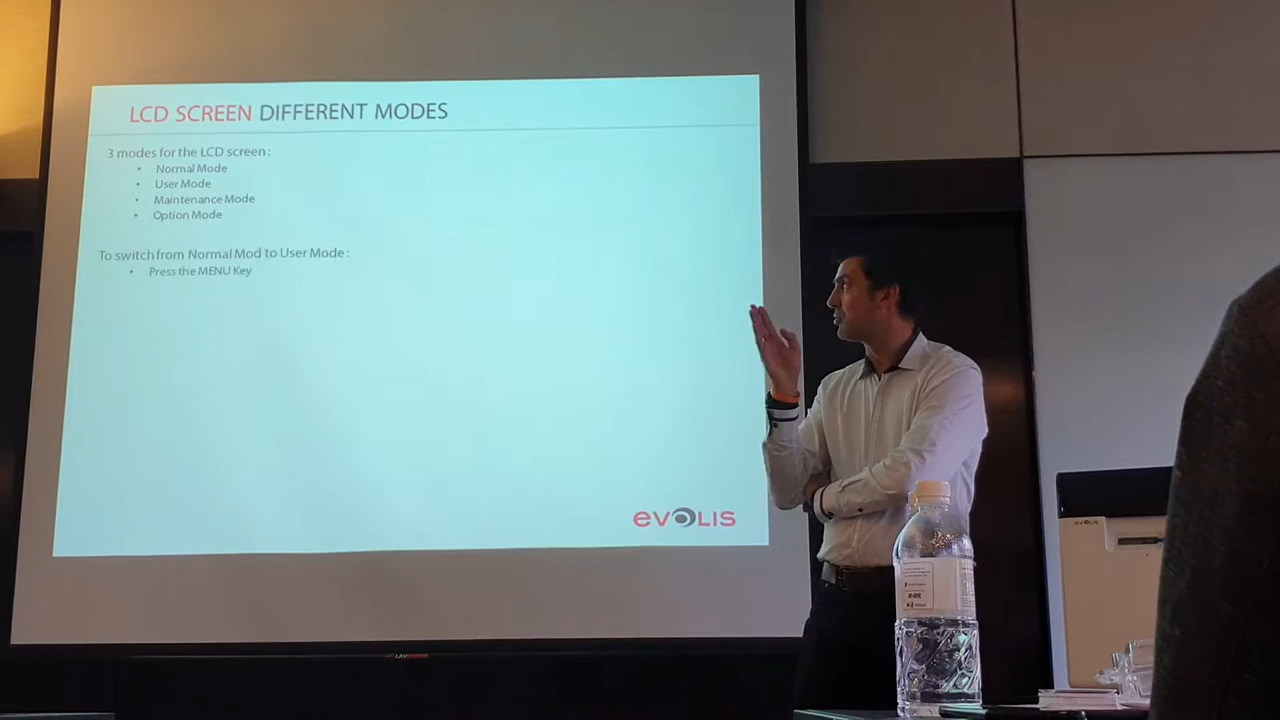 LCD SCREEN DIFFERENT MODES
3 modes for the LCD screen :
• Normal Mode
• User Mode
• Maintenance Mode
• Option Mode
To switch from Normal Mod to User Mode :
• Press the MENU Key
evolis
evolis